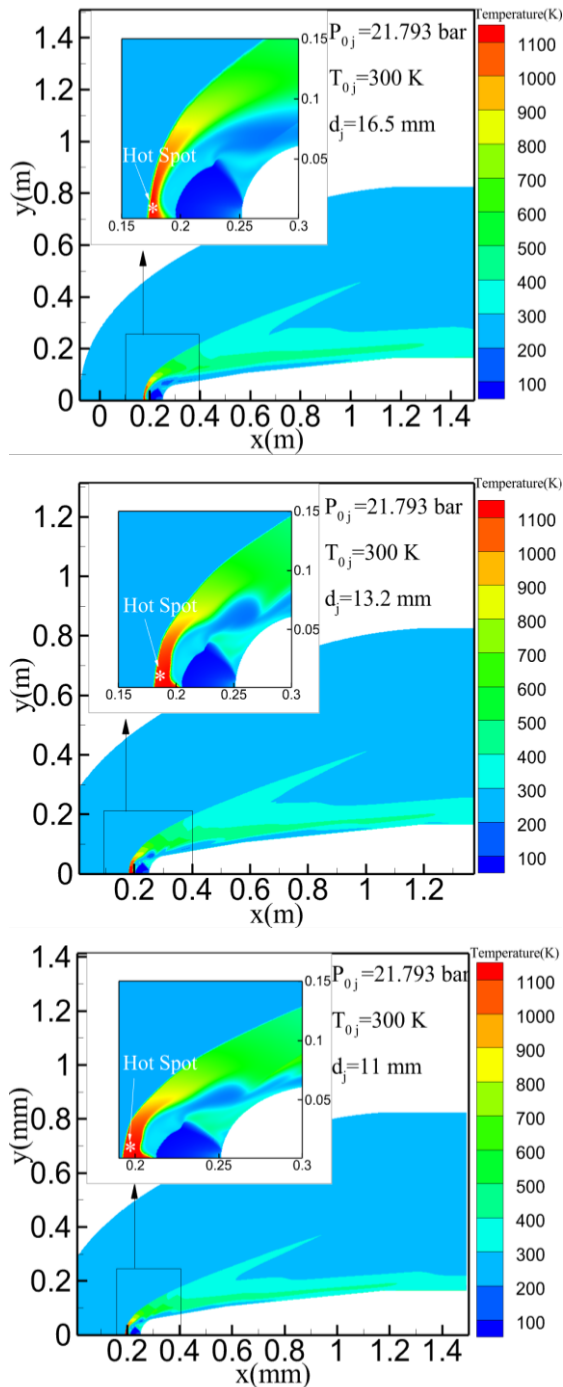 Temperature(K)
1100
1000
900
800
700
600
500
400
300
200
100
P0j=21.793 bar
T0j=300 K
dj=16.5 mm
Hot Spot
0.15
0.1
0.05
0.15 0.2 0.25 0.3
y(m)
1.4
1.2
1
0.8
0.6
0.4
0.2
0
0 0.2 0.4 0.6 0.8 1 1.2 1.4
x(m)
Temperature(K)
1100
1000
900
800
700
600
500
400
300
200
100
P0j=21.793 bar
T0j=300 K
dj=13.2 mm
Hot Spot
0.15
0.1
0.05
0.15 0.2 0.25 0.3
y(m)
1.2
1
0.8
0.6
0.4
0.2
0
0.2 0.4 0.6 0.8 1 1.2
x(m)
Temperature(K)
1100
1000
900
800
700
600
500
400
300
200
100
P0j=21.793 bar
T0j=300 K
dj=11 mm
Hot Spot
0.15
0.1
0.05
0.2 0.25 0.3
y(mm)
1.4
1.2
1
0.8
0.6
0.4
0.2
0
0.2 0.4 0.6 0.8 1 1.2 1.4
x(mm)